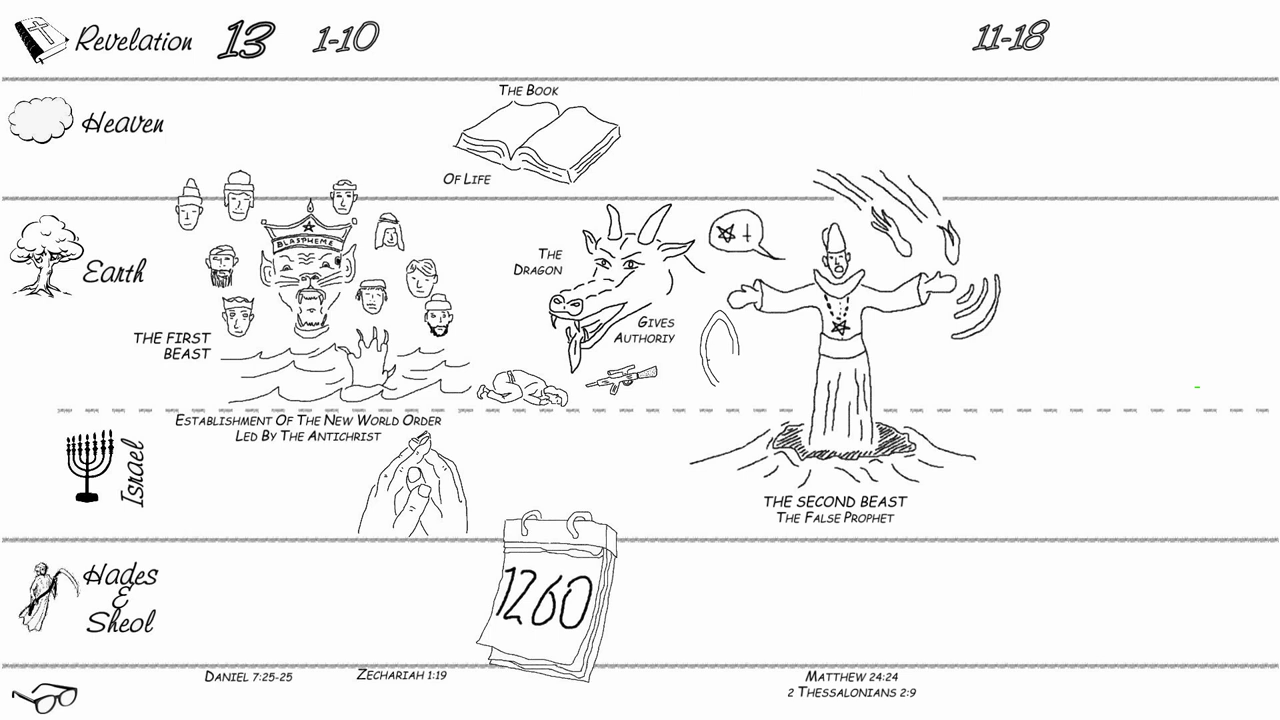 Revelation 13 1-10 11-18
Heaven
The Book
Of Life
Earth
Blaspheme
The First
Beast
The
Dragon
Gives
Authoriy
Establishment Of The New World Order
Led By The Antichrist
Israel
The Second Beast
The False Prophet
Hades
&
Sheol
1260
Daniel 7:25-25
Zechariah 1:19
Matthew 24:24
2 Thessalonians 2:9